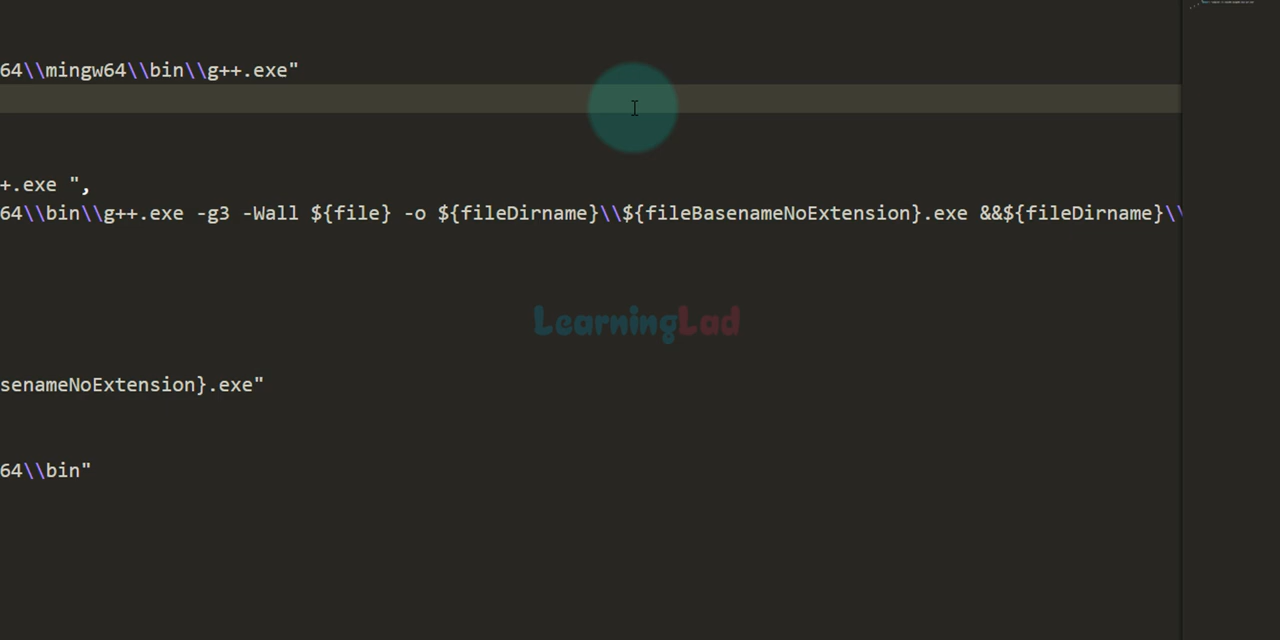 64\\mingw64\\bin\\g++.exe"
+.exe ",
64\\bin\\g++.exe -g3 -Wall ${file} -o ${fileDirname}\\${fileBasenameNoExtension}.exe &&${fileDirname}\\
LearningLad
senameNoExtension}.exe"
64\\bin"